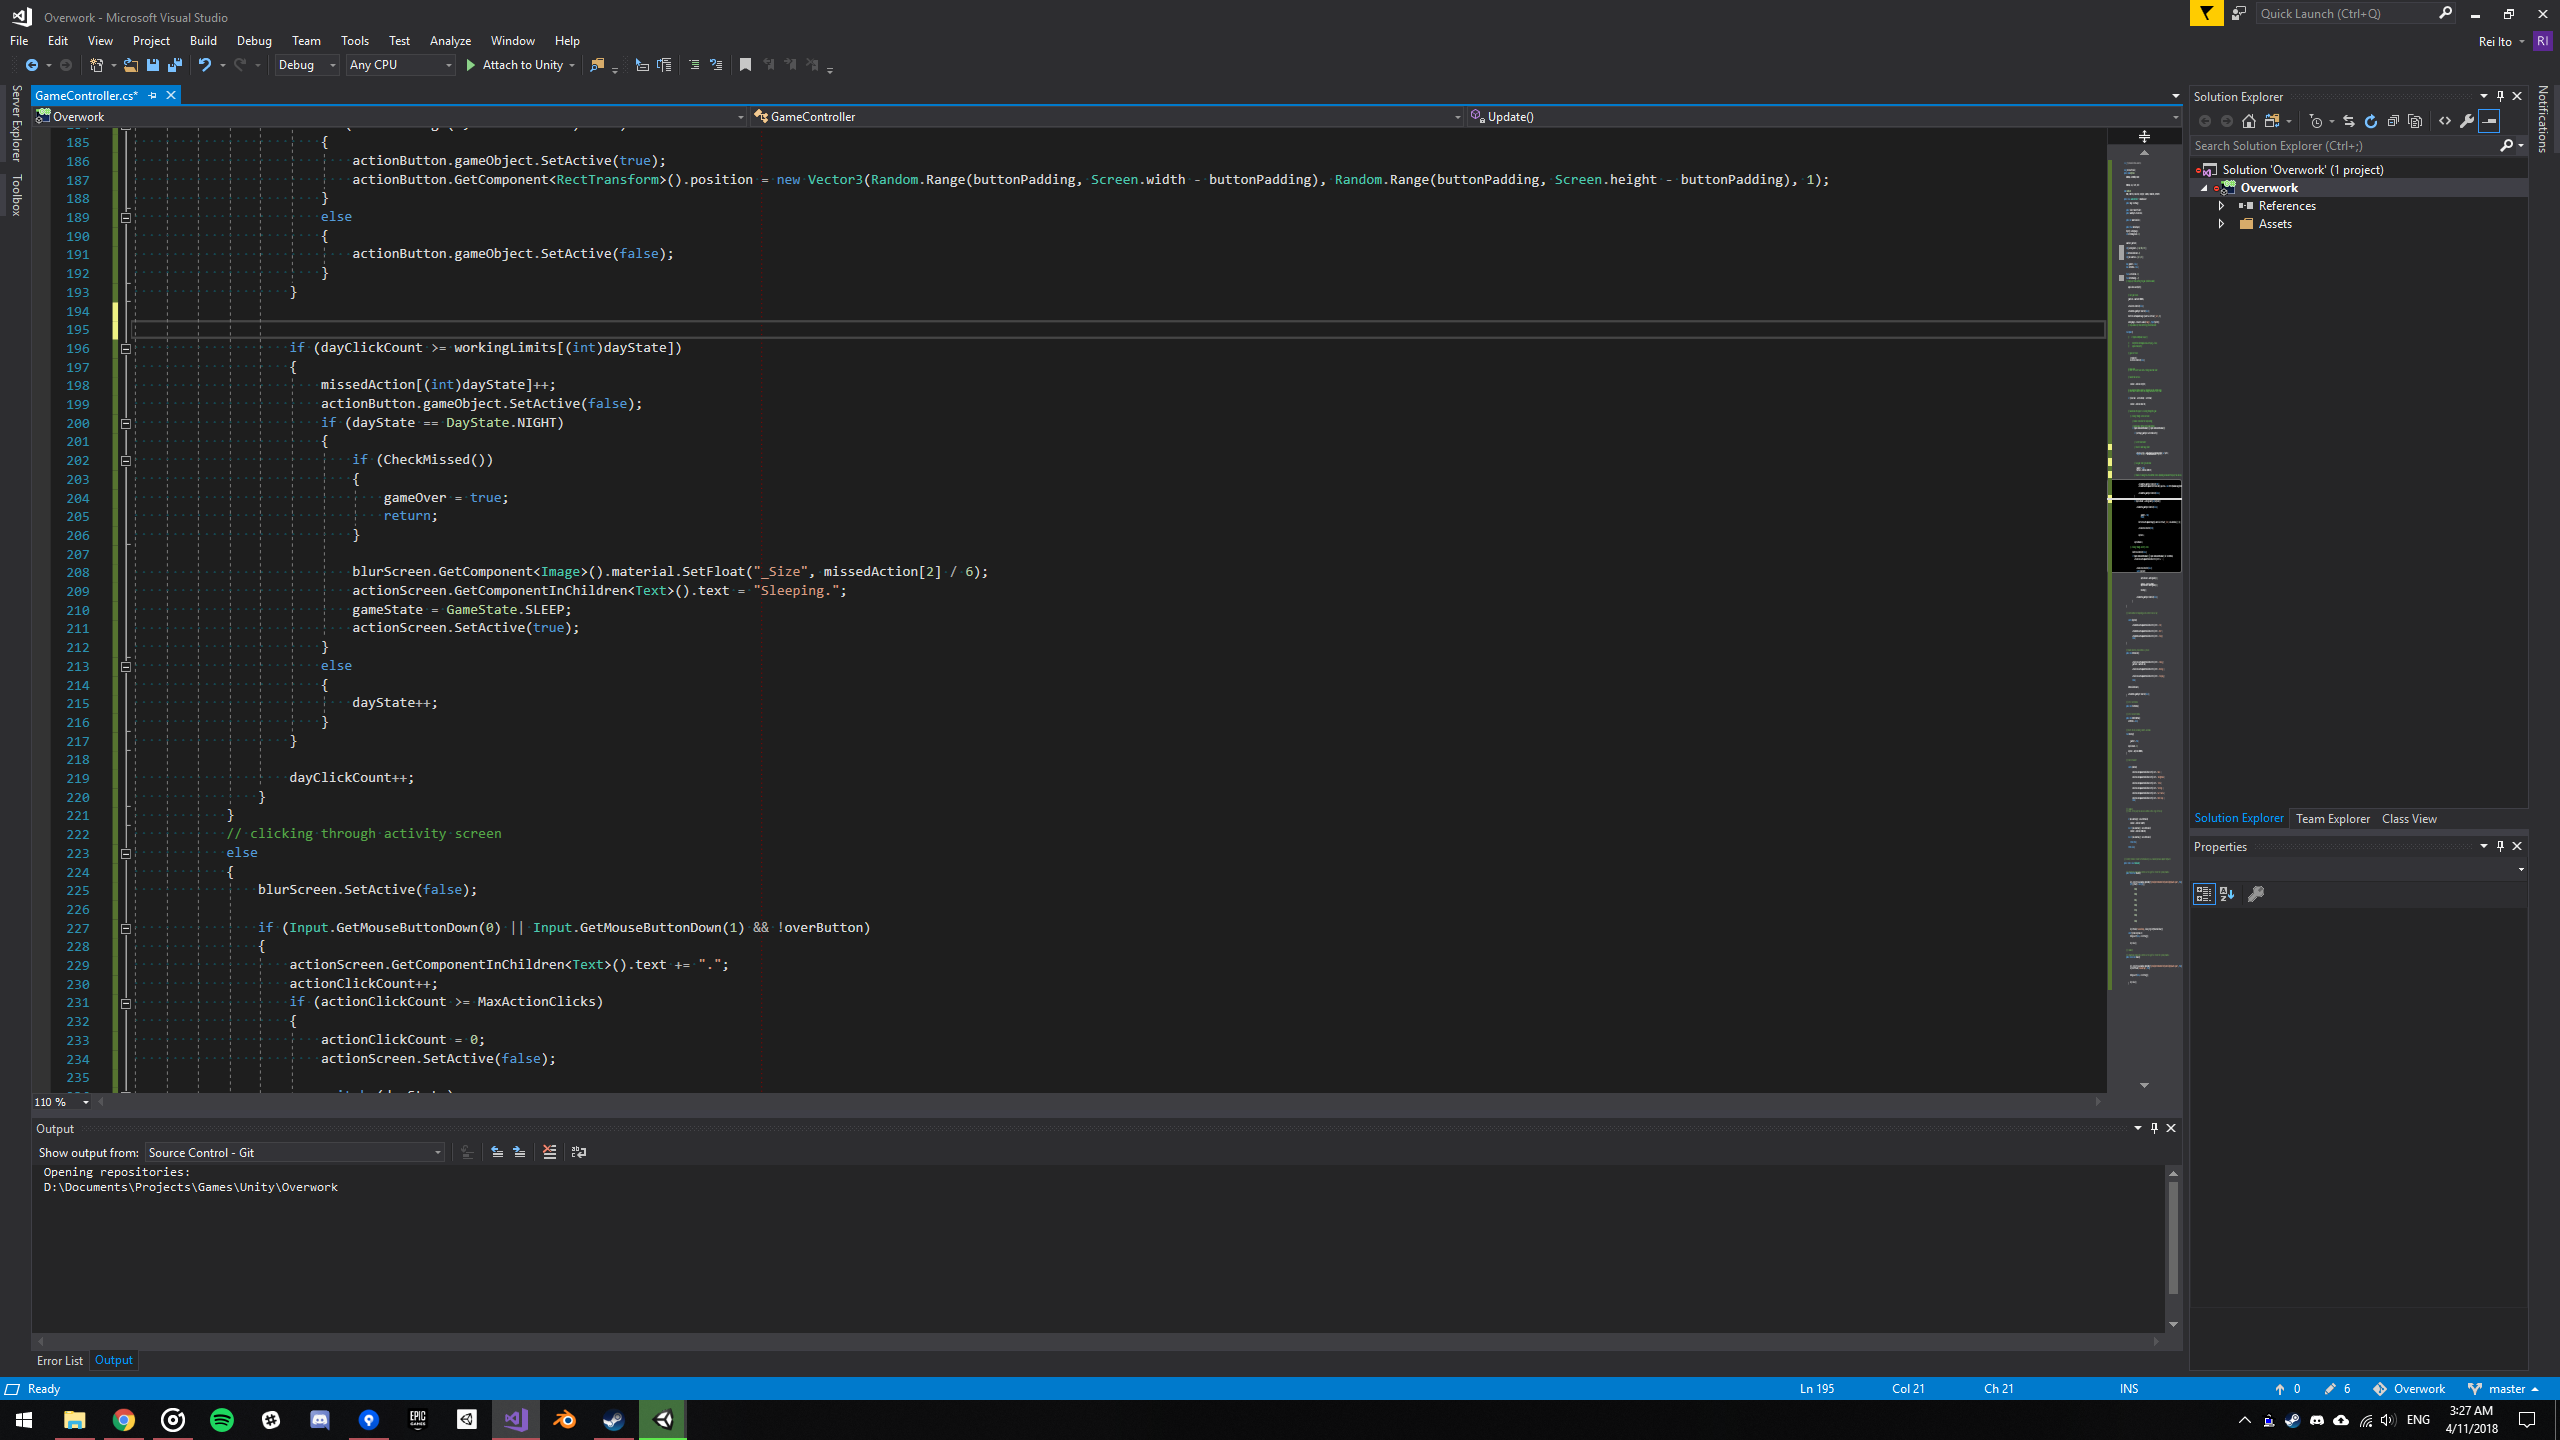 Overwork - Microsoft Visual Studio
Quick Launch (Ctrl+Q)
File Edit View Project Build Debug Team Tools Test Analyze Window Help
Rei Ito RI
Debug Any CPU Attach to Unity
Server Explorer
Toolbox
GameController.cs*
Overwork GameController Update()
185 {
186 actionButton.gameObject.SetActive(true);
187 actionButton.GetComponent<RectTransform>().position = new Vector3(Random.Range(buttonPadding, Screen.width - buttonPadding), Random.Range(buttonPadding, Screen.height - buttonPadding), 1);
188 }
189 else
190 {
191 actionButton.gameObject.SetActive(false);
192 }
193 }
194
195
196 if (dayClickCount >= workingLimits[(int)dayState])
197 {
198 missedAction[(int)dayState]++;
199 actionButton.gameObject.SetActive(false);
200 if (dayState == DayState.NIGHT)
201 {
202 if (CheckMissed())
203 {
204 gameOver = true;
205 return;
206 }
207
208 blurScreen.GetComponent<Image>().material.SetFloat("_Size", missedAction[2] / 6);
209 actionScreen.GetComponentInChildren<Text>().text = "Sleeping.";
210 gameState = GameState.SLEEP;
211 actionScreen.SetActive(true);
212 }
213 else
214 {
215 dayState++;
216 }
217 }
218
219 dayClickCount++;
220 }
221 }
222 // clicking through activity screen
223 else
224 {
225 blurScreen.SetActive(false);
226
227 if (Input.GetMouseButtonDown(0) || Input.GetMouseButtonDown(1) && !overButton)
228 {
229 actionScreen.GetComponentInChildren<Text>().text += ".";
230 actionClickCount++;
231 if (actionClickCount >= MaxActionClicks)
232 {
233 actionClickCount = 0;
234 actionScreen.SetActive(false);
235
110 %
Solution Explorer
Search Solution Explorer (Ctrl+;)
Solution 'Overwork' (1 project)
Overwork
References
Assets
Solution Explorer Team Explorer Class View
Properties
Notifications
Output
Show output from: Source Control - Git
Opening repositories:
D:\Documents\Projects\Games\Unity\Overwork
Error List Output
Ready Ln 195 Col 21 Ch 21 INS 0 6 Overwork master
EPIC GAMES
ENG
3:27 AM
4/11/2018